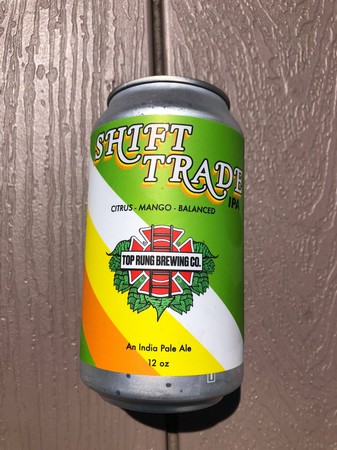 SHIFT
TRADE
IPA
CITRUS - MANGO - BALANCED
TOP RUNG BREWING CO.
An India Pale Ale
12 oz